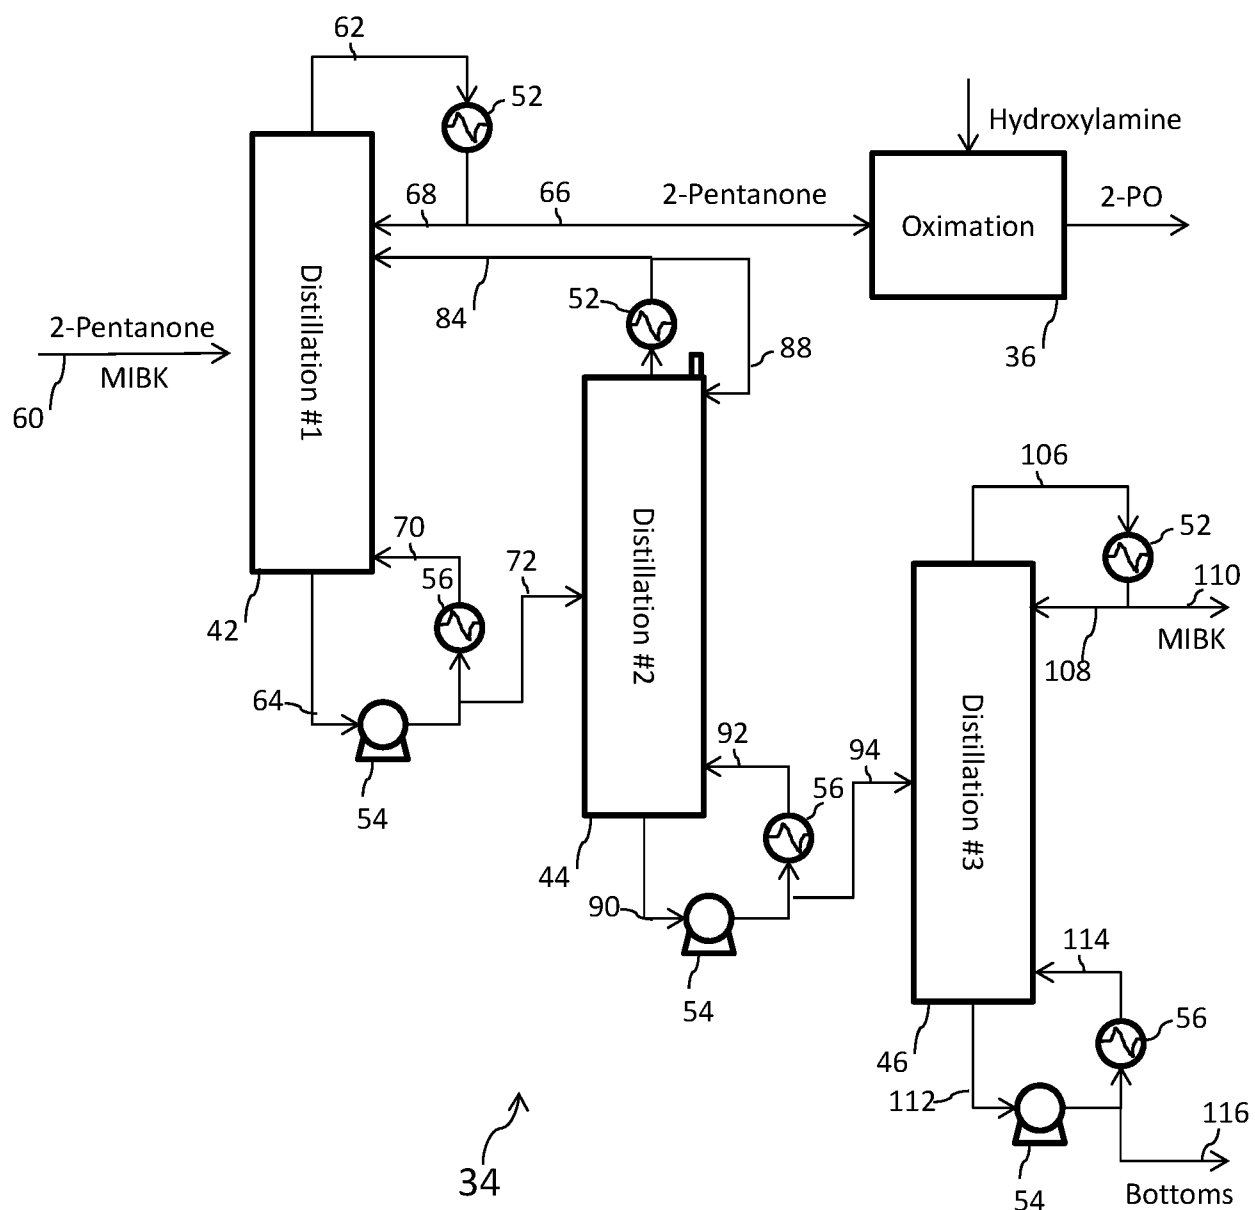 62
52
Hydroxylamine
68
66
2-Pentanone
2-PO
Oximation
Distillation #1
52
84
2-Pentanone
MIBK
60
88
36
106
Distillation #2
70
72
52
56
110
42
108
MIBK
64
Distillation #3
92
94
54
56
44
90
114
54
56
46
112
116
34
54
Bottoms